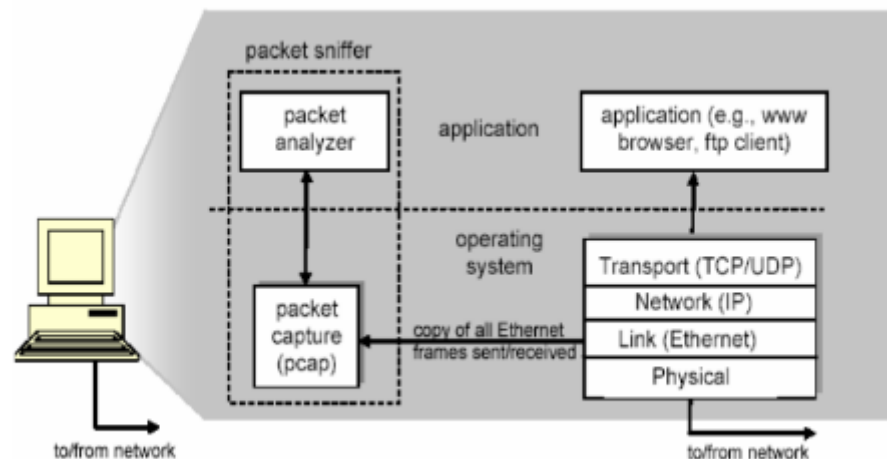 packet sniffer
packet
analyzer
application
application (e.g., www
browser, ftp client)
operating
system
packet
capture
(pcap)
copy of all Ethernet
frames sent/received
Transport (TCP/UDP)
Network (IP)
Link (Ethernet)
Physical
to/from network
to/from network